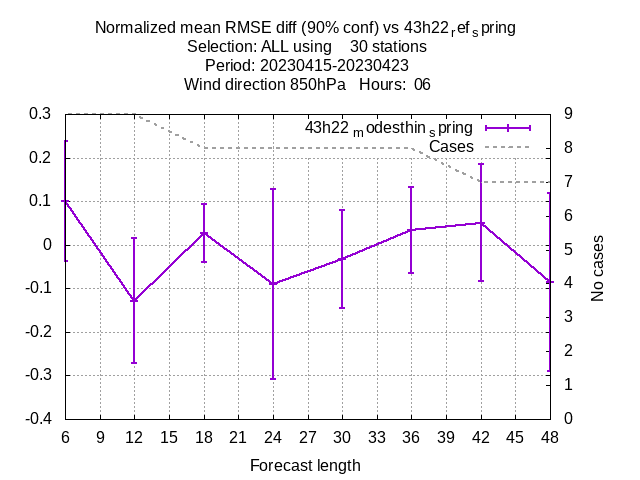 Normalized mean RMSE diff (90% conf) vs 43h22refspring
Selection: ALL using 30 stations
Period: 20230415-20230423
Wind direction 850hPa Hours: 06
43h22modesthinspring
Cases
0.3
0.2
0.1
0
-0.1
-0.2
-0.3
-0.4
9
8
7
6
5
4
3
2
1
0
No cases
6 9 12 15 18 21 24 27 30 33 36 39 42 45 48
Forecast length